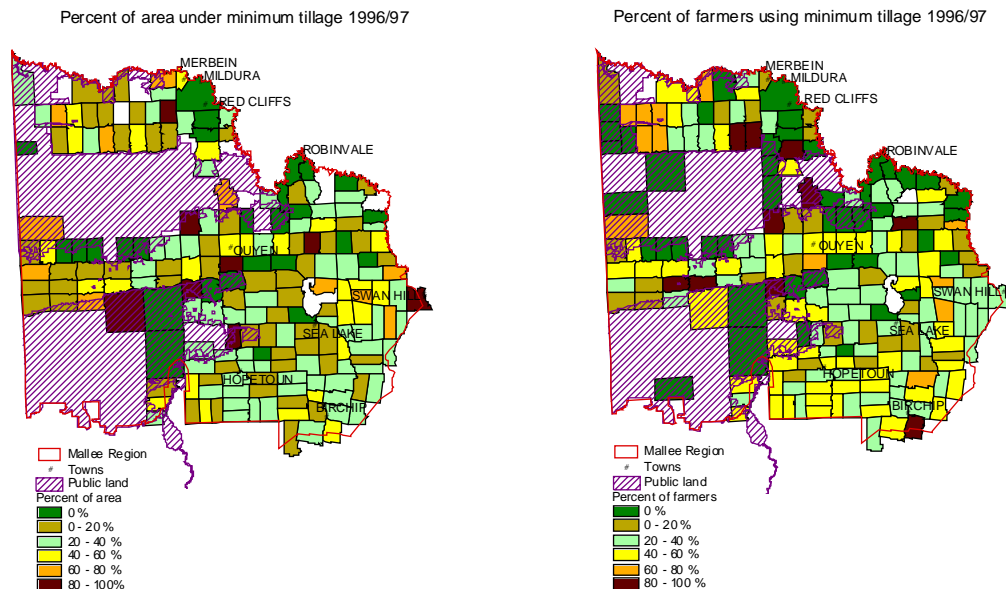 Percent of area under minimum tillage 1996/97
MERBEIN
MILDURA
RED CLIFFS
ROBINVALE
OUYEN
SWAN HILL
SEA LAKE
HOPETOUN
BIRCHIP
Mallee Region
# Towns
Public land
Percent of area
0 %
0 - 20 %
20 - 40 %
40 - 60 %
60 - 80 %
80 - 100%
Percent of farmers using minimum tillage 1996/97
MERBEIN
MILDURA
RED CLIFFS
ROBINVALE
OUYEN
SWAN HILL
SEA LAKE
HOPETOUN
BIRCHIP
Mallee Region
# Towns
Public land
Percent of farmers
0 %
0 - 20 %
20 - 40 %
40 - 60 %
60 - 80 %
80 - 100 %